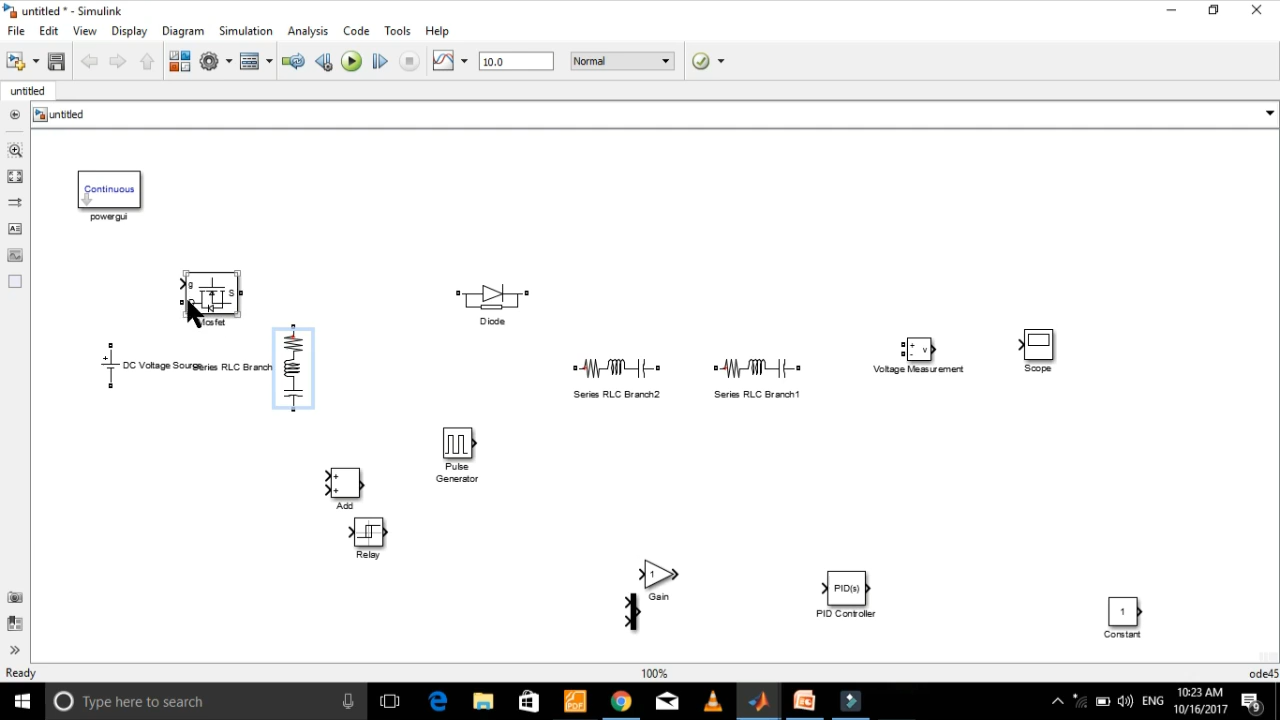 untitled * - Simulink
File Edit View Display Diagram Simulation Analysis Code Tools Help
10.0 Normal
untitled
untitled
Continuous
powergui
g
S
Mosfet
Diode
DC Voltage Source
Series RLC Branch
Series RLC Branch2
Series RLC Branch1
+
-
v
Voltage Measurement
Scope
Pulse
Generator
+
+
Add
Relay
1
Gain
PID(s)
PID Controller
1
Constant
Ready 100% ode45
Type here to search
ENG
10:23 AM
10/16/2017
9